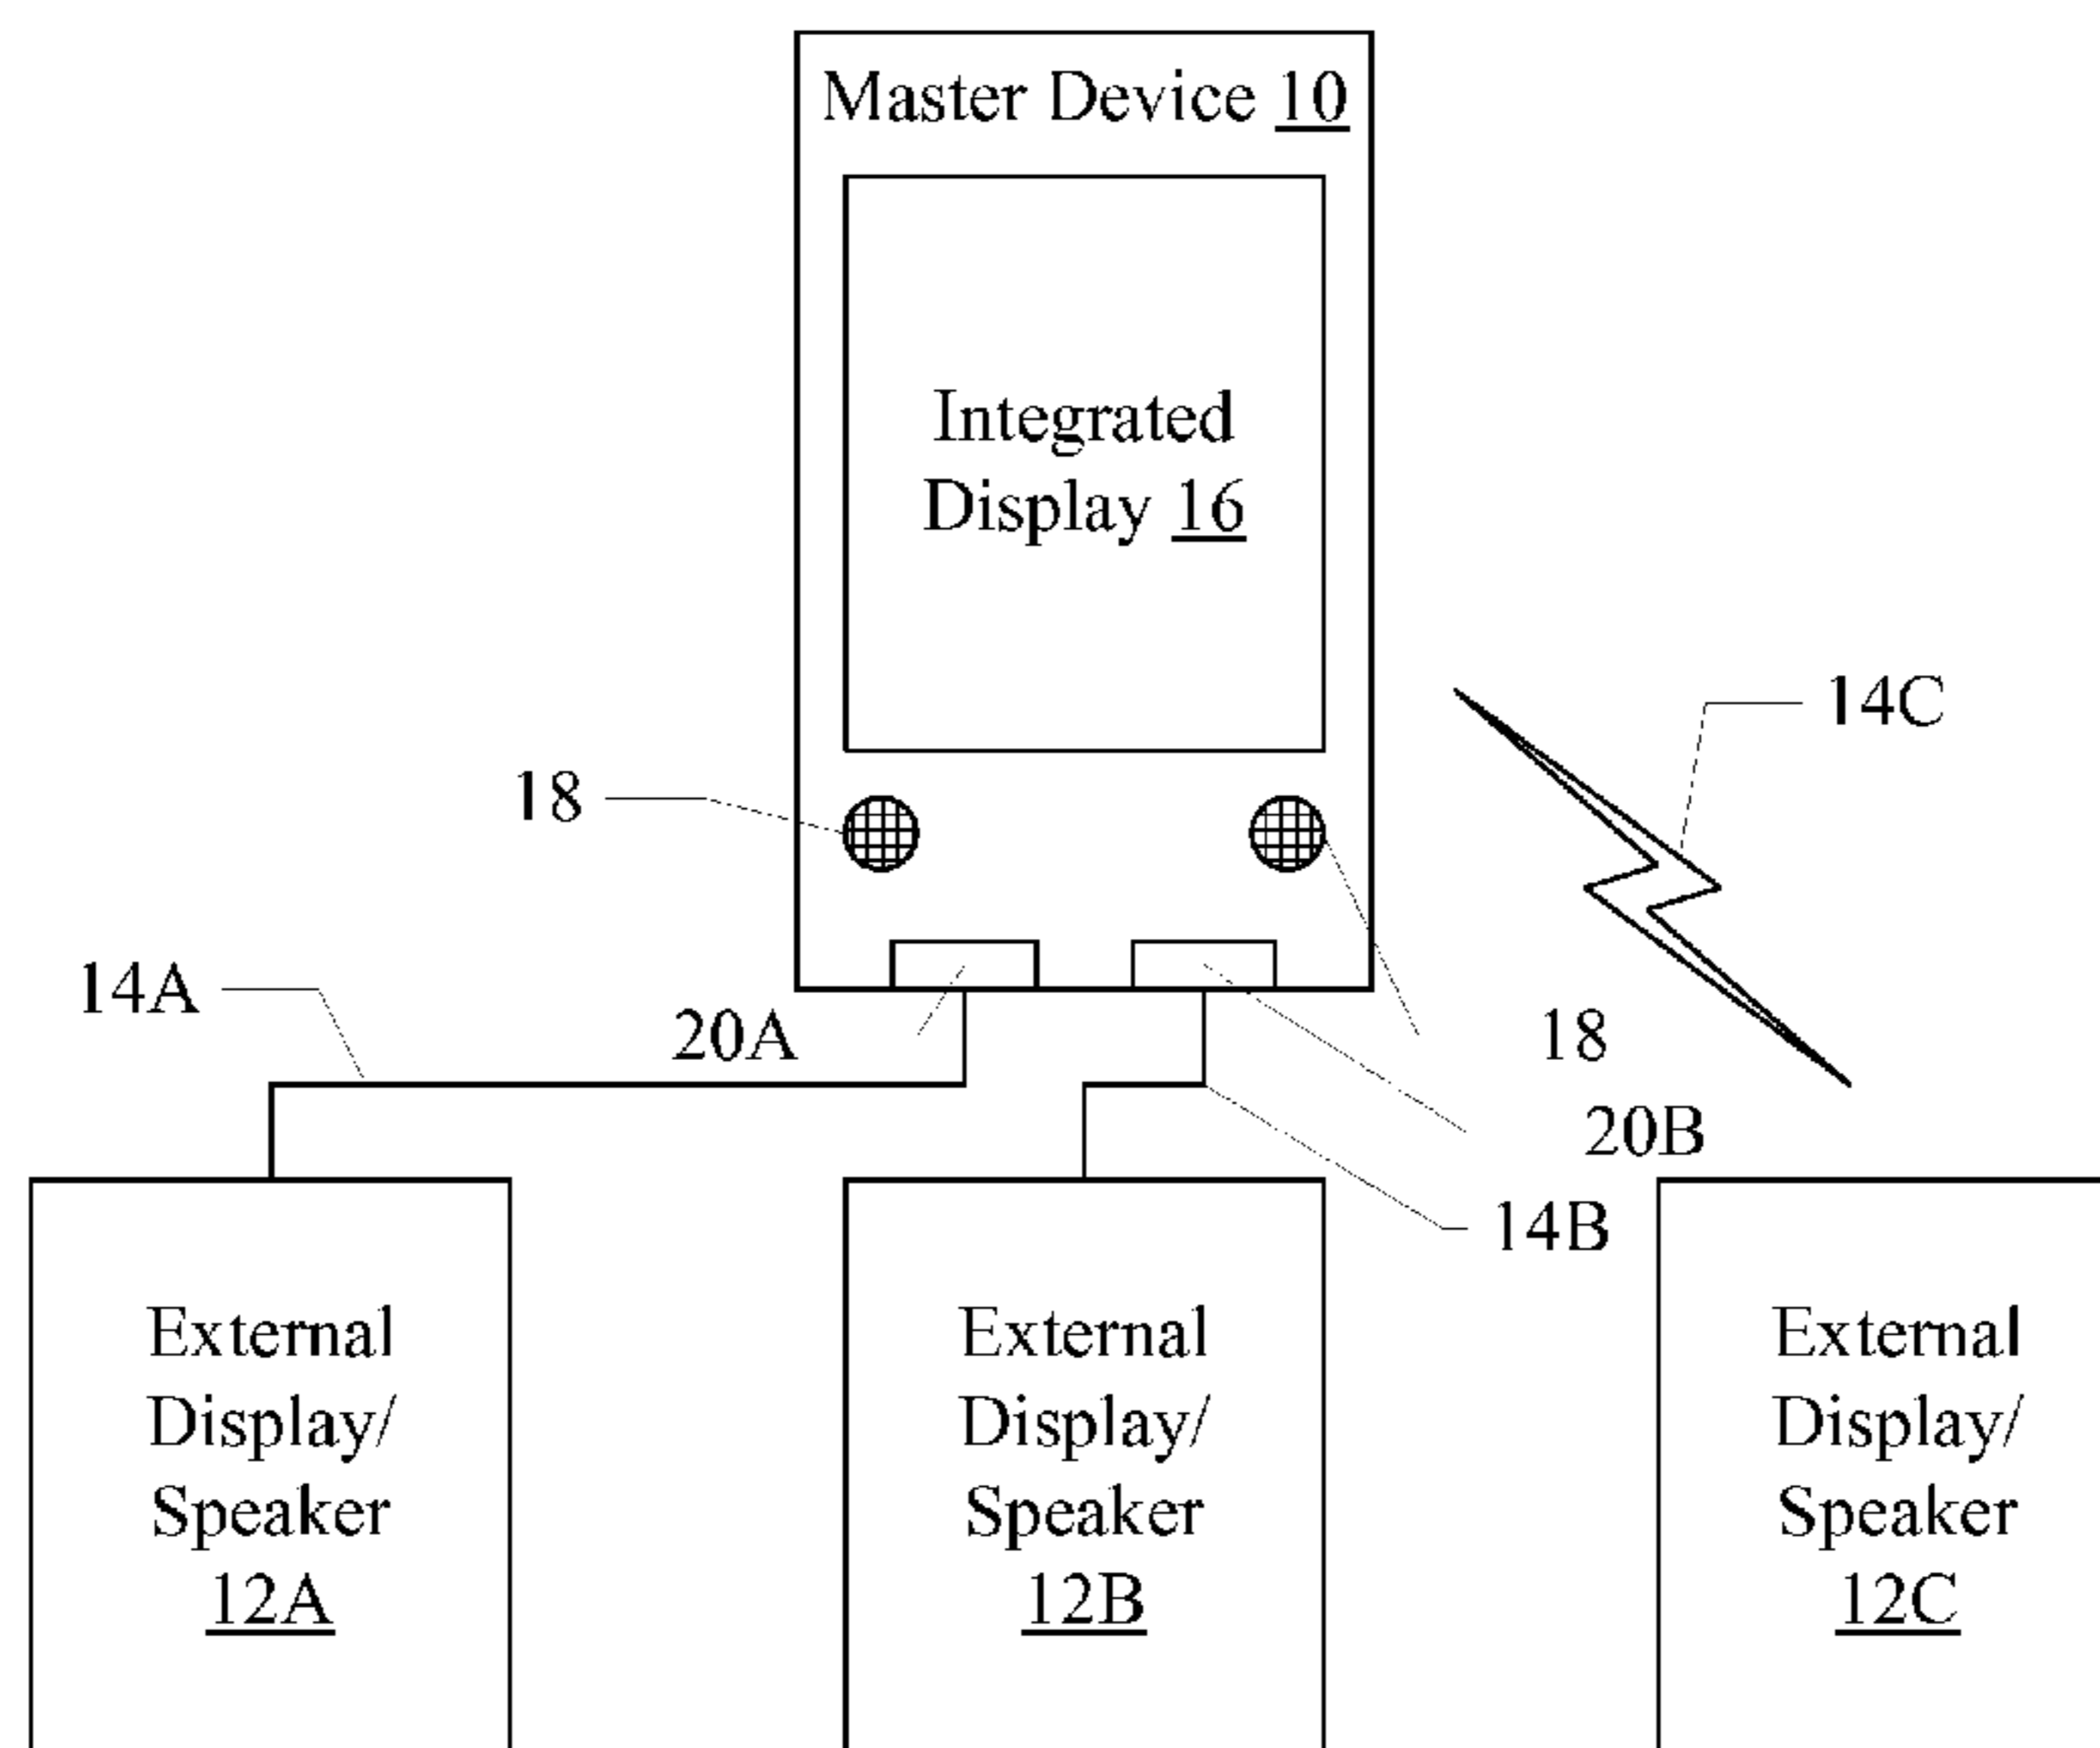 Master Device 10
Integrated
Display 16
14C
18
14A
20A
18
20B
14B
External
Display/
Speaker
12A
External
Display/
Speaker
12B
External
Display/
Speaker
12C